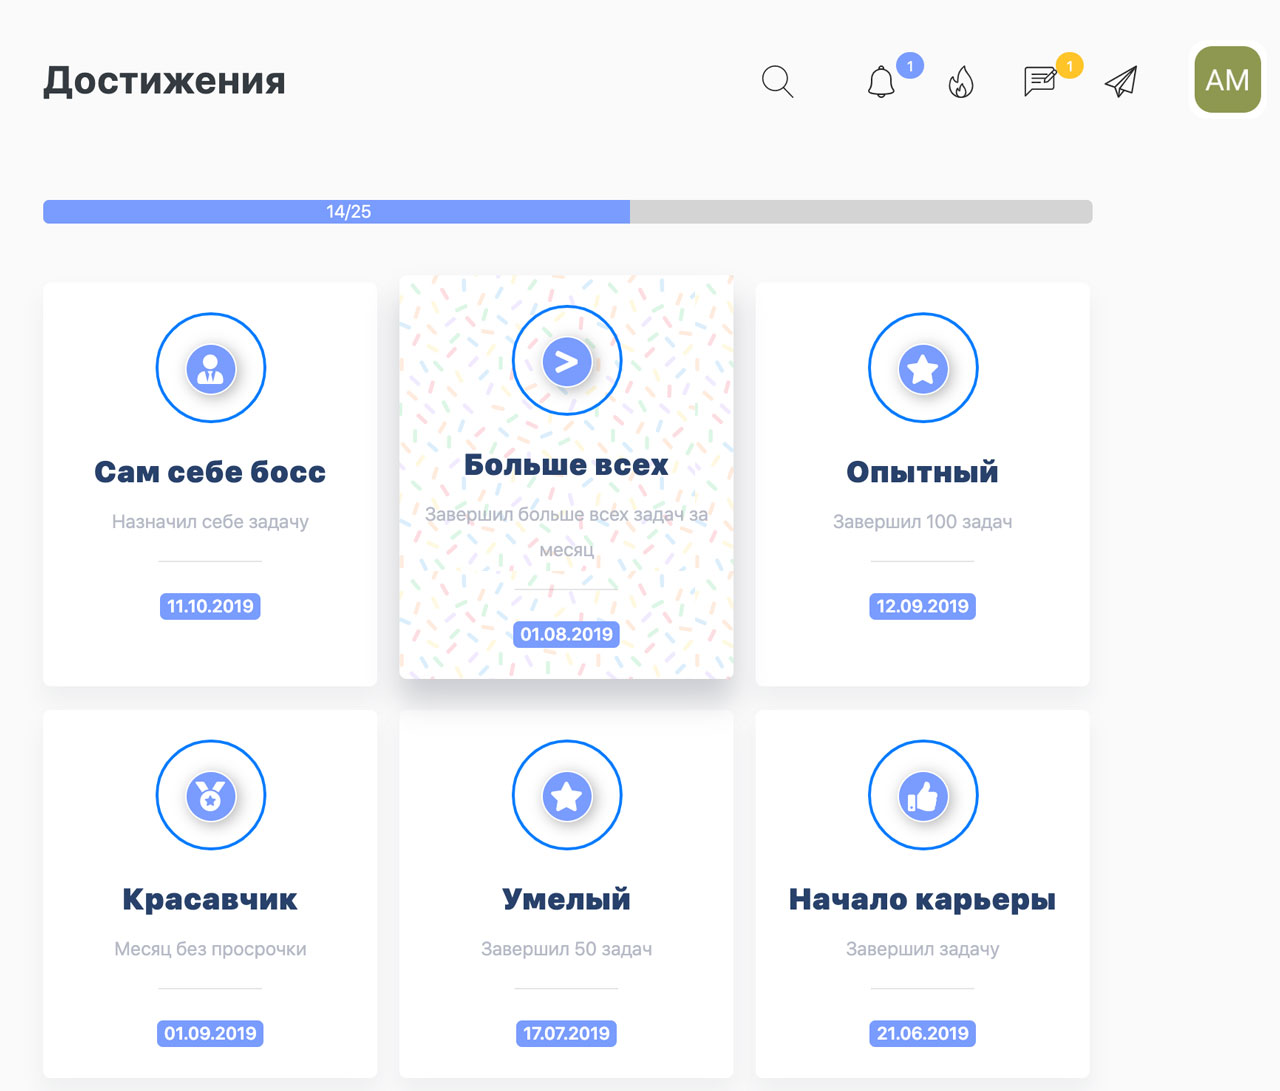 Достижения
1
1
AM
14/25
Сам себе босс
Назначил себе задачу
11.10.2019
Больше всех
Завершил больше всех задач за
месяц
01.08.2019
Опытный
Завершил 100 задач
12.09.2019
Красавчик
Месяц без просрочки
01.09.2019
Умелый
Завершил 50 задач
17.07.2019
Начало карьеры
Завершил задачу
21.06.2019